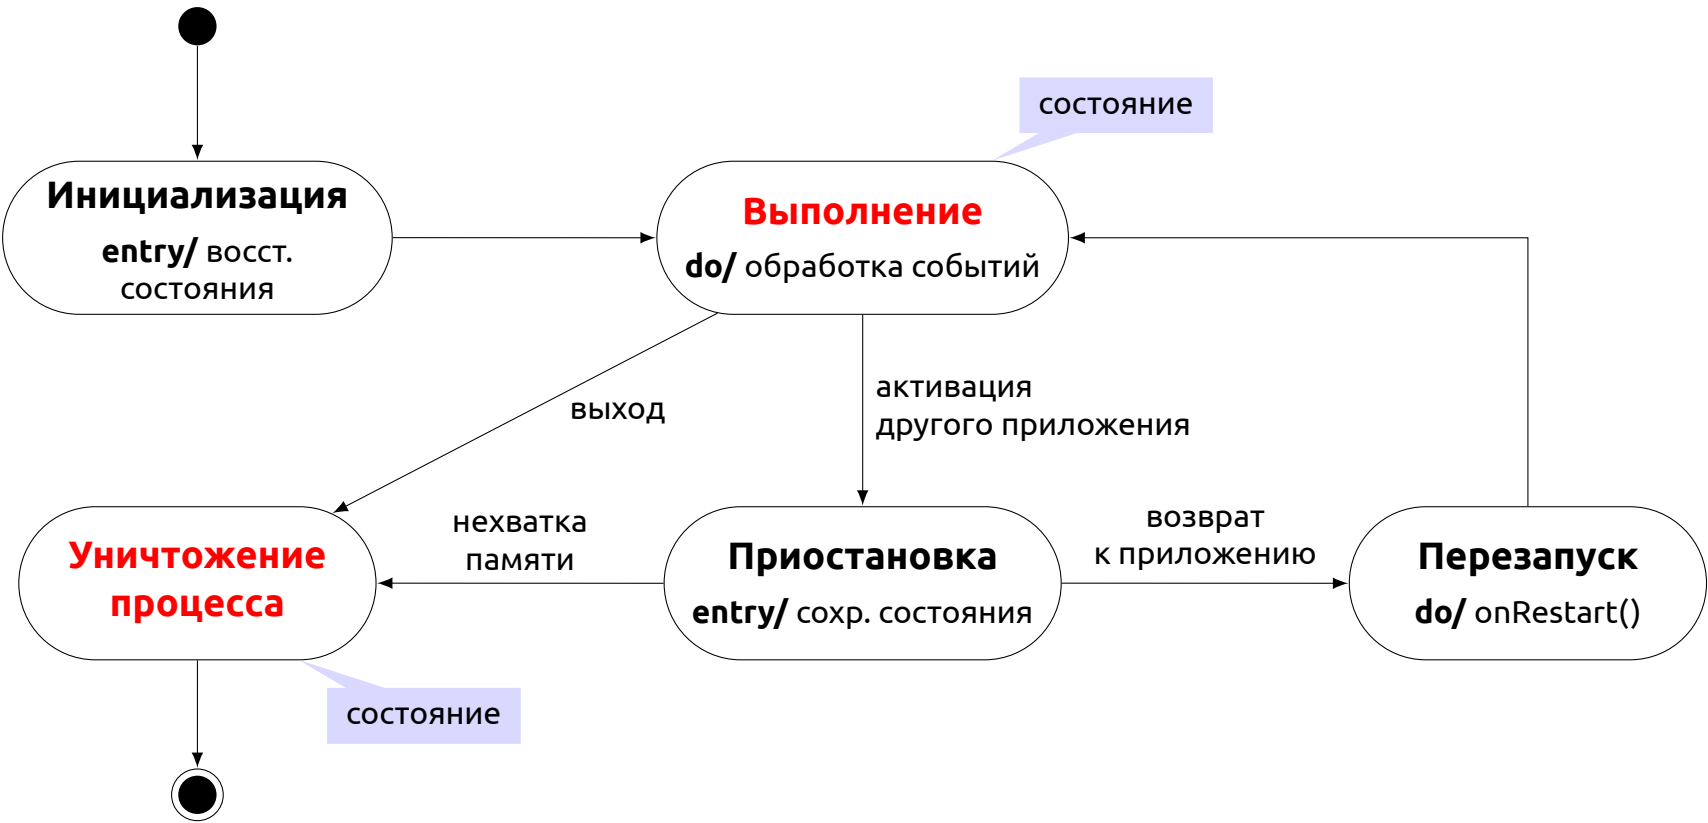 состояние
Инициализация
entry/ восст.
состояния
Выполнение
do/ обработка событий
активация
другого приложения
выход
нехватка
памяти
возврат
к приложению
Уничтожение
процесса
Приостановка
entry/ сохр. состояния
Перезапуск
do/ onRestart()
состояние